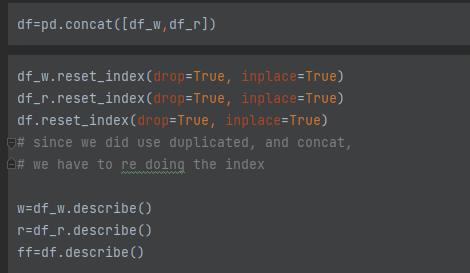 df=pd.concat([df_w,df_r])
df_w.reset_index(drop=True, inplace=True)
df_r.reset_index(drop=True, inplace=True)
df.reset_index(drop=True, inplace=True)
# since we did use duplicated, and concat,
# we have to re doing the index
w=df_w.describe()
r=df_r.describe()
ff=df.describe()